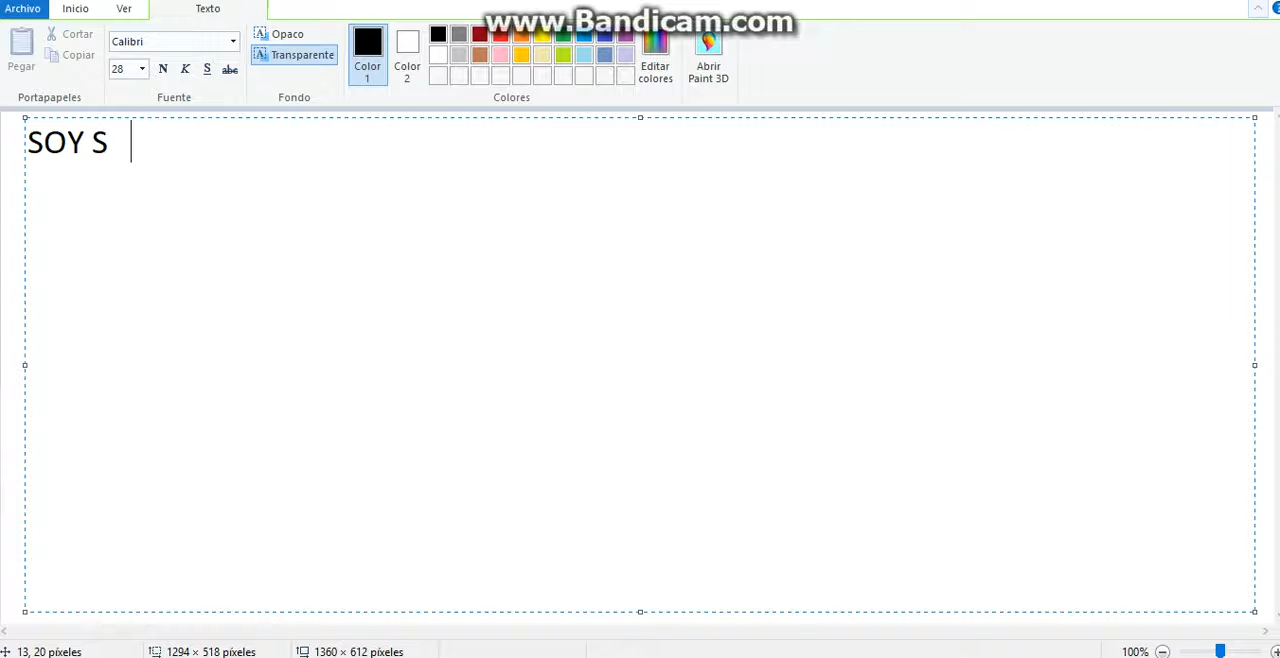 www.Bandicam.com
Archivo Inicio Ver Texto
Pegar Cortar Copiar
Calibri
28 N K S abc
Opaco
Transparente
Color 1 Color 2
Editar colores
Abrir Paint 3D
Portapapeles Fuente Fondo Colores
SOY S
13, 20 píxeles 1294 × 518 píxeles 1360 × 612 píxeles 100%